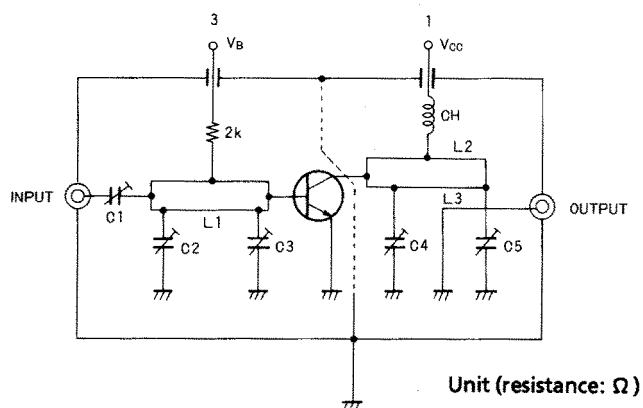 3
1
VB
VCC
2k
CH
L2
INPUT
C1
L1
L3
OUTPUT
C2
C3
C4
C5
Unit (resistance: Ω)